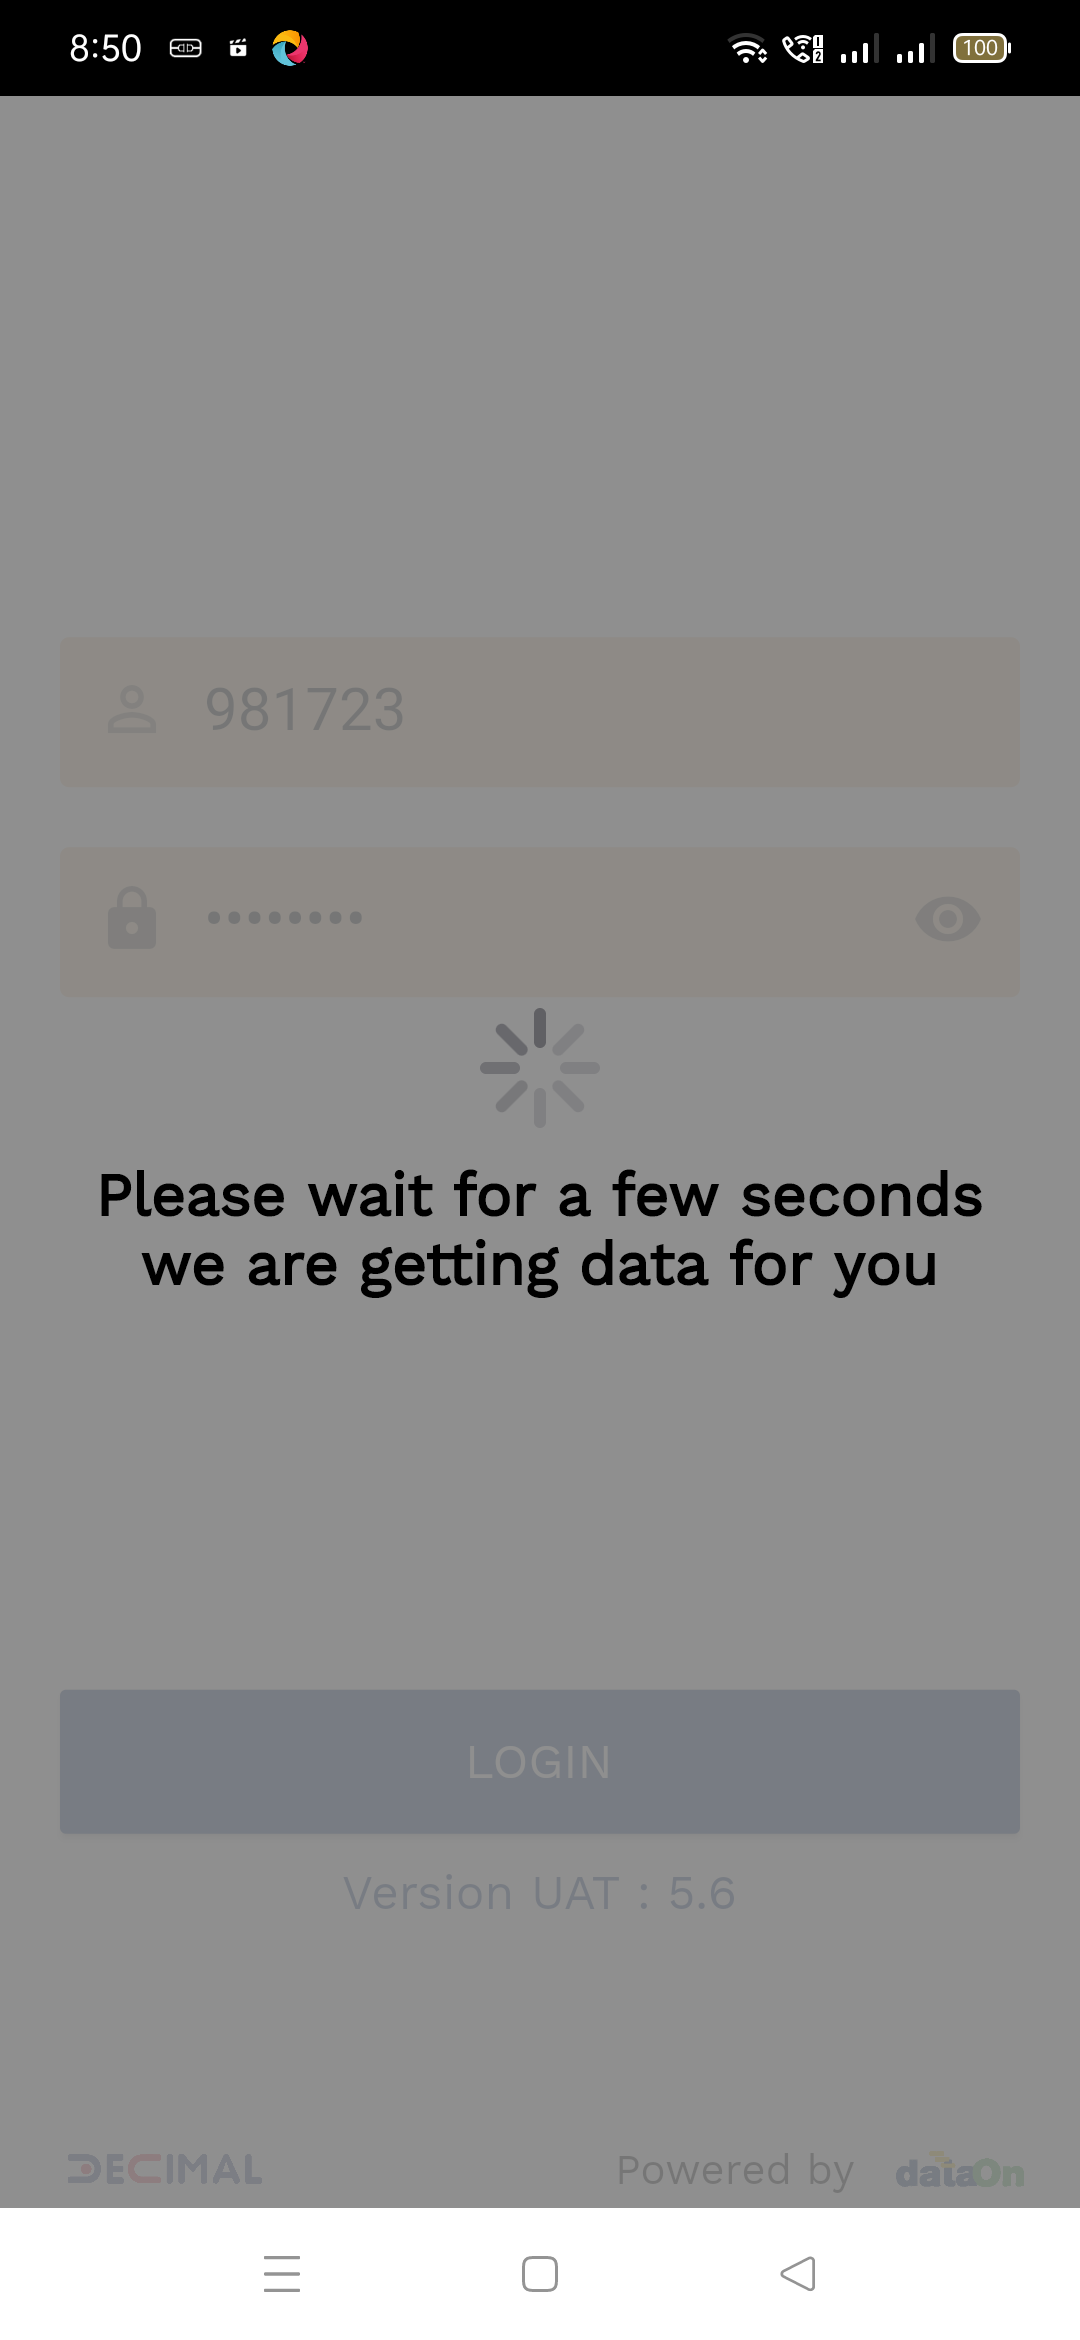 8:50
100
981723
••••••••
Please wait for a few seconds
we are getting data for you
LOGIN
Version UAT : 5.6
DECIMAL
Powered by dataOn